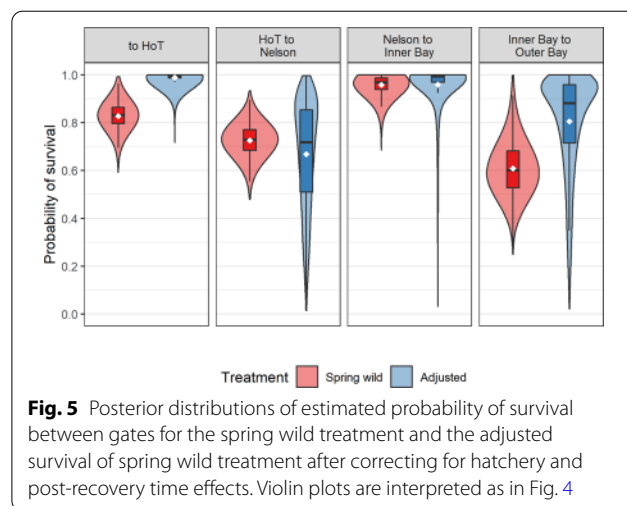 to HoT
HoT to
Nelson
Nelson to
Inner Bay
Inner Bay to
Outer Bay
Probability of survival
1.0
0.8
0.6
0.4
0.2
0.0
Treatment Spring wild Adjusted
Fig. 5 Posterior distributions of estimated probability of survival
between gates for the spring wild treatment and the adjusted
survival of spring wild treatment after correcting for hatchery and
post-recovery time effects. Violin plots are interpreted as in Fig. 4